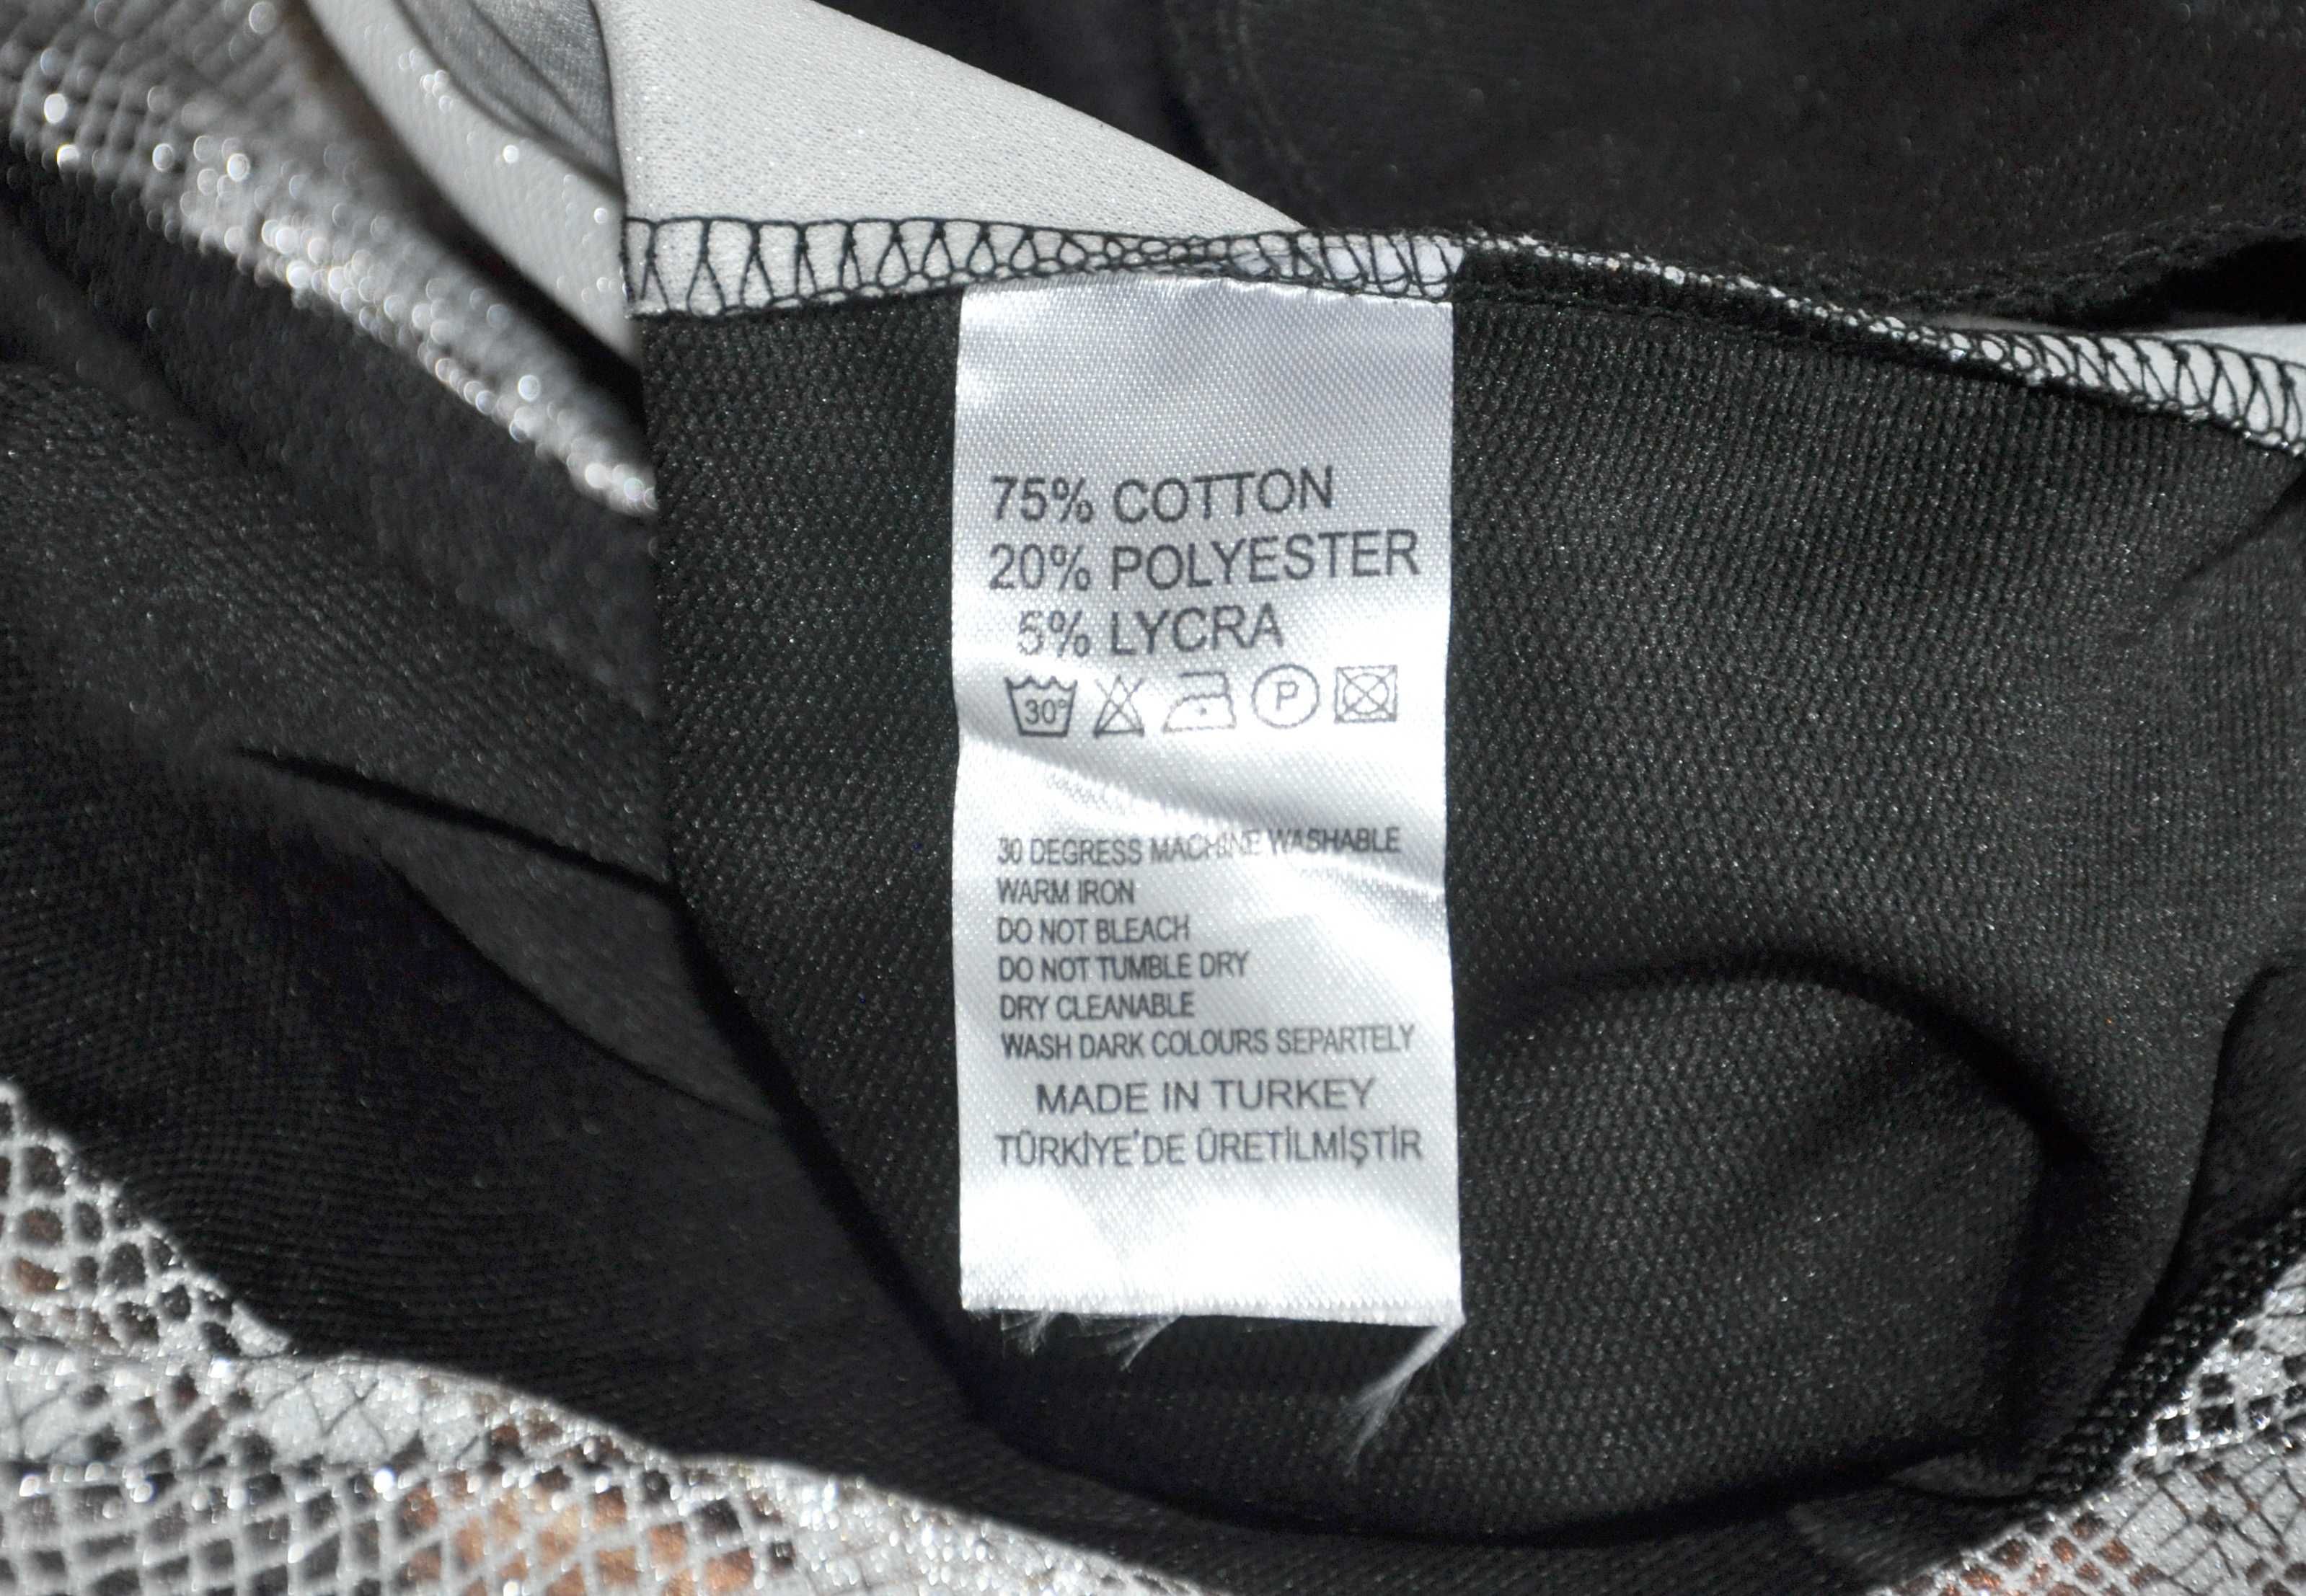 75% COTTON
20% POLYESTER
5% LYCRA
30° P
30 DEGRESS MACHINE WASHABLE
WARM IRON
DO NOT BLEACH
DO NOT TUMBLE DRY
DRY CLEANABLE
WASH DARK COLOURS SEPARTELY
MADE IN TURKEY
TÜRKİYE'DE ÜRETİLMİŞTİR